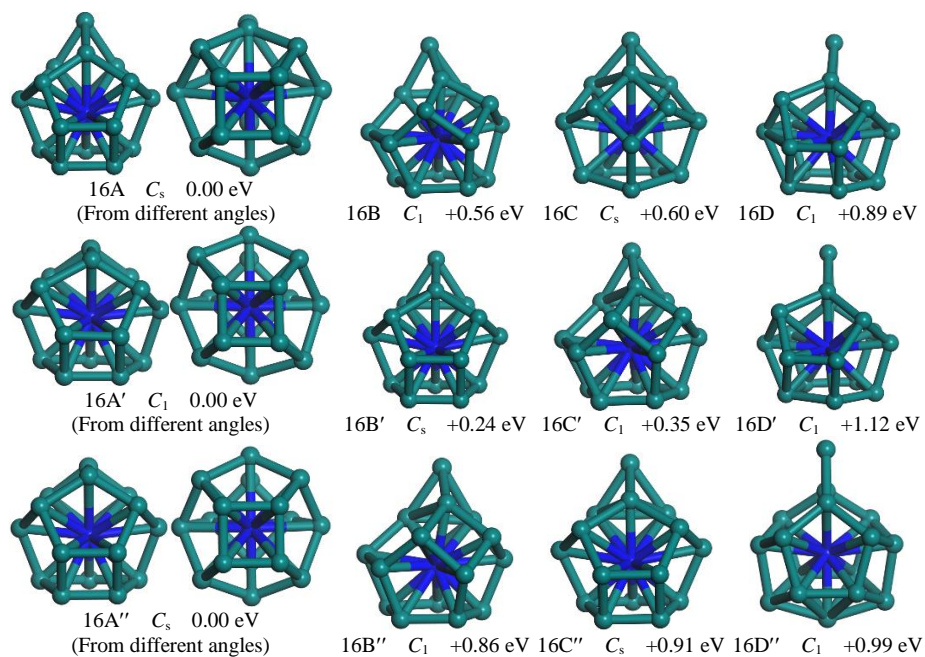 16A Cs 0.00 eV
(From different angles)
16B C1 +0.56 eV
16C Cs +0.60 eV
16D C1 +0.89 eV
16A′ C1 0.00 eV
(From different angles)
16B′ Cs +0.24 eV
16C′ C1 +0.35 eV
16D′ C1 +1.12 eV
16A′′ Cs 0.00 eV
(From different angles)
16B′′ C1 +0.86 eV
16C′′ Cs +0.91 eV
16D′′ C1 +0.99 eV